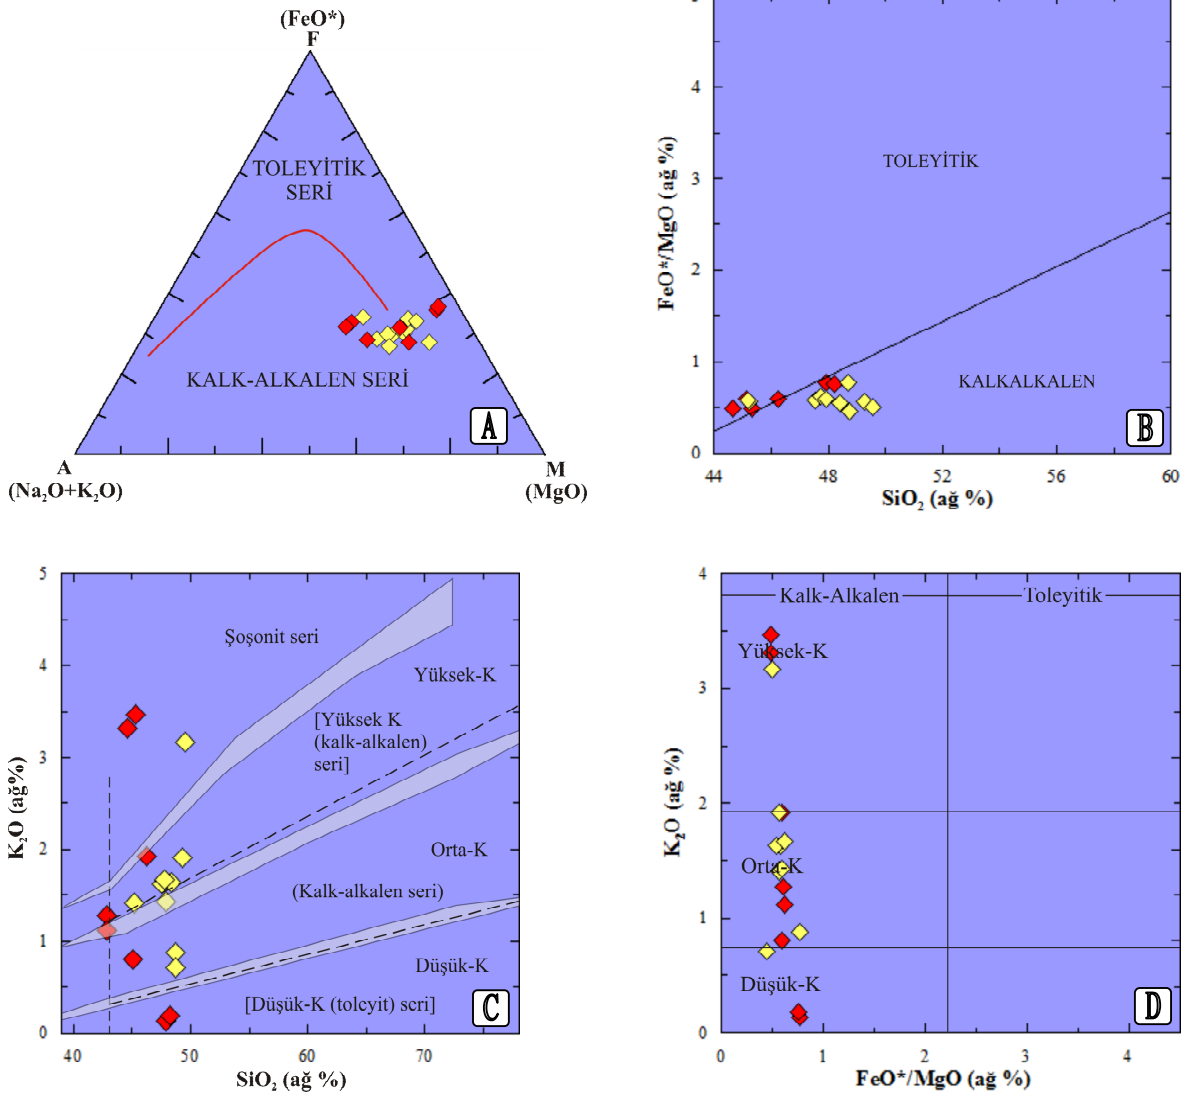 (FeO*)
F
TOLEYİTİK
SERİ
KALK-ALKALEN SERİ
A
A
M
(Na₂O+K₂O)
(MgO)
5
4
3
2
1
0
FeO*/MgO (ağ %)
TOLEYİTİK
KALKALKALEN
B
44
48
52
56
60
SiO₂ (ağ %)
5
4
3
2
1
0
K₂O (ağ%)
Şoşonit seri
Yüksek-K
[Yüksek K
(kalk-alkalen)
seri]
Orta-K
(Kalk-alkalen seri)
Düşük-K
[Düşük-K (toleyit) seri]
C
40
50
60
70
SiO₂ (ağ %)
4
3
2
1
0
K₂O (ağ %)
Kalk-Alkalen
Toleyitik
Yüksek-K
Orta-K
Düşük-K
D
0
1
2
3
4
FeO*/MgO (ağ %)